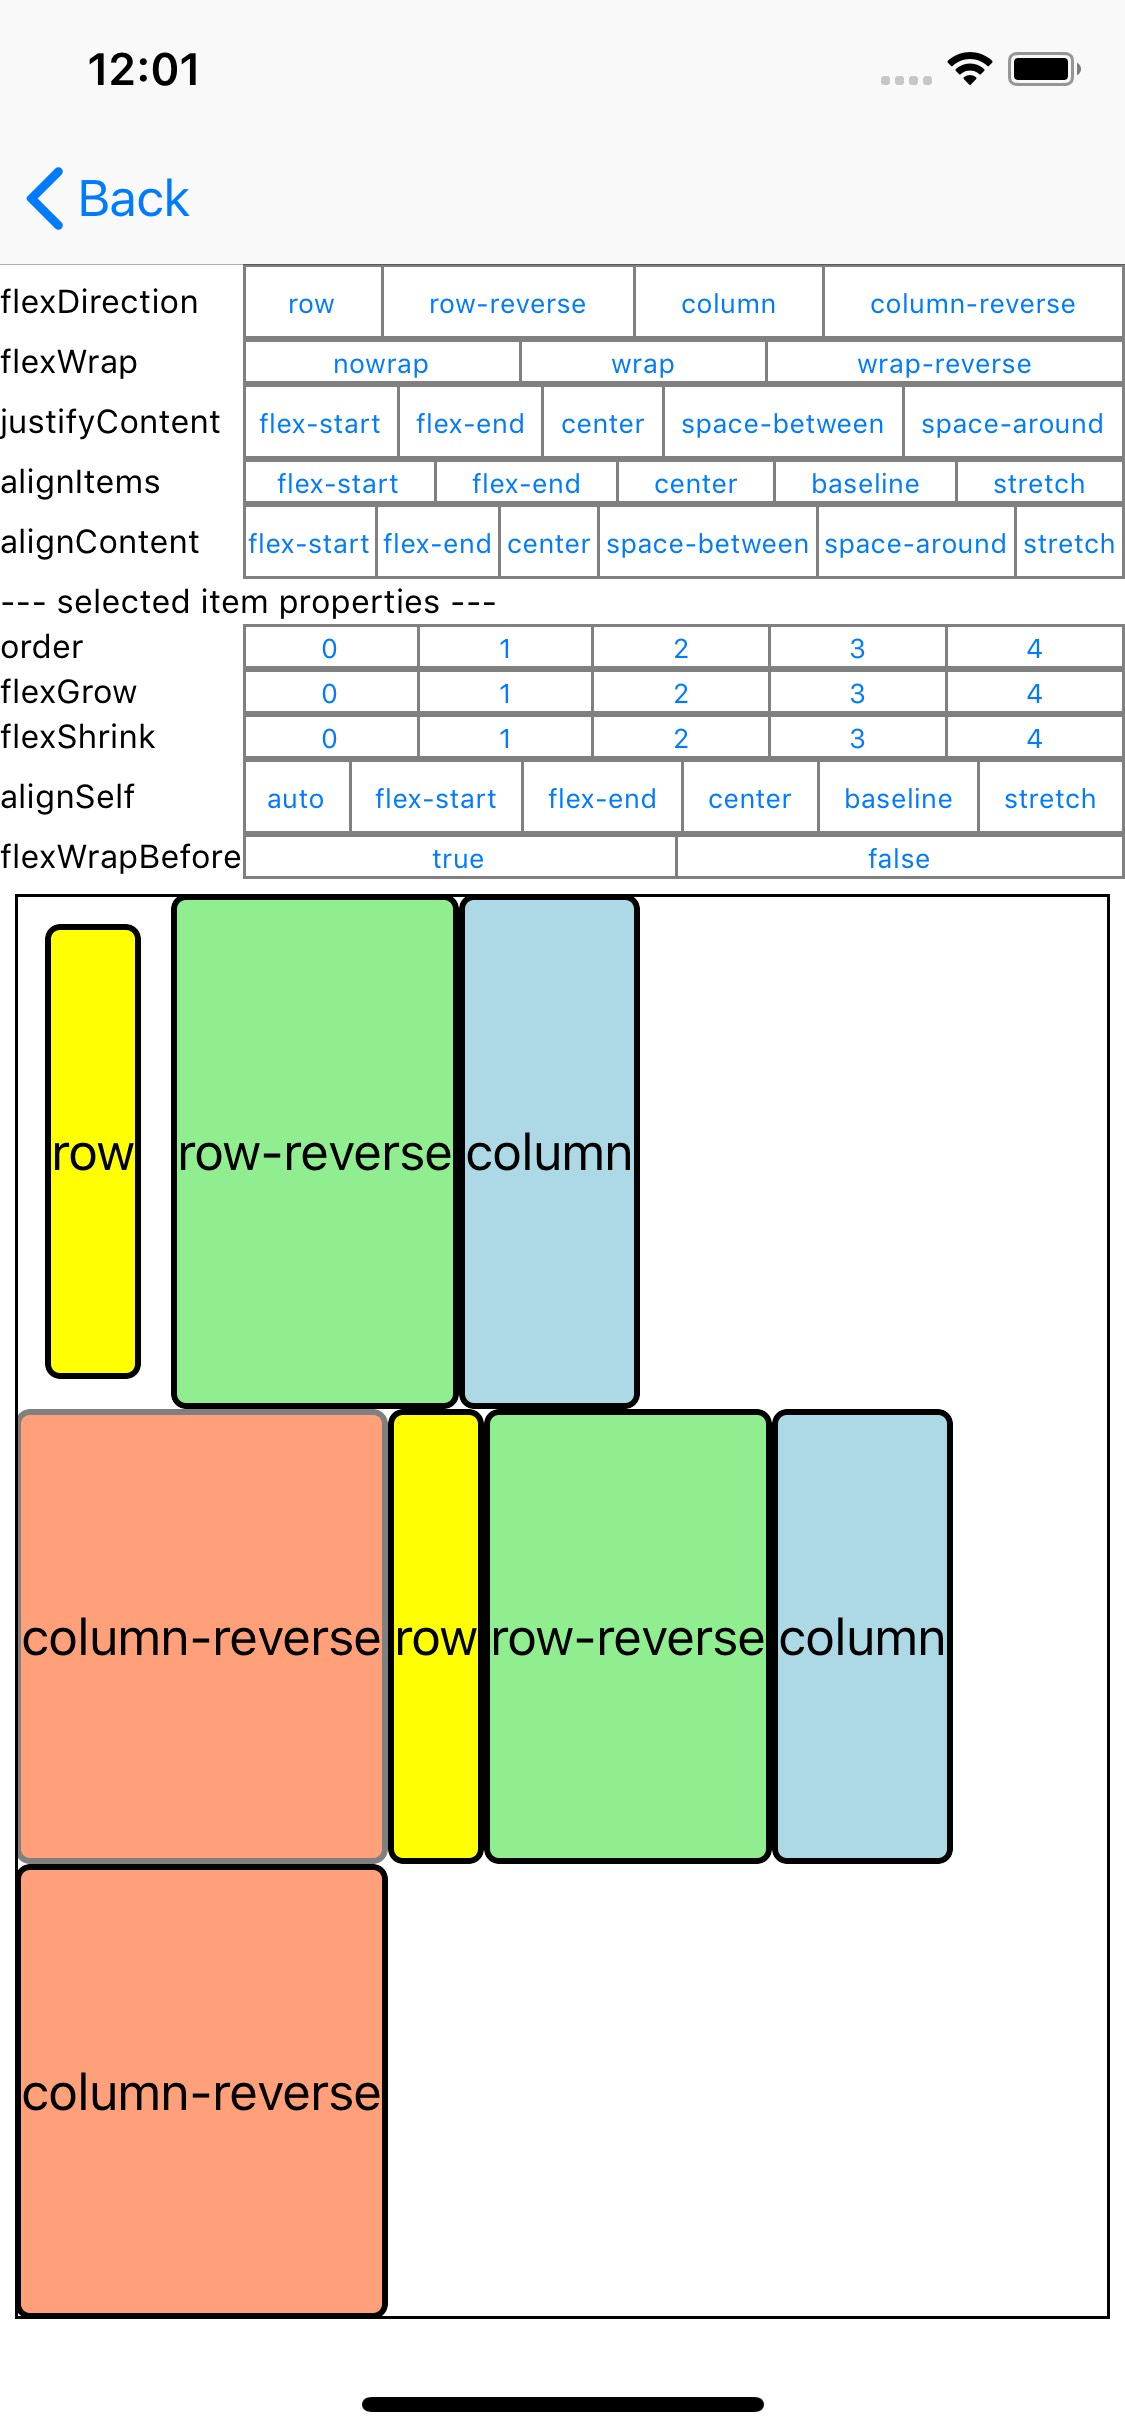 12:01
Back
flexDirection row row-reverse column column-reverse
flexWrap nowrap wrap wrap-reverse
justifyContent flex-start flex-end center space-between space-around
alignItems flex-start flex-end center baseline stretch
alignContent flex-start flex-end center space-between space-around stretch
--- selected item properties ---
order 0 1 2 3 4
flexGrow 0 1 2 3 4
flexShrink 0 1 2 3 4
alignSelf auto flex-start flex-end center baseline stretch
flexWrapBefore true false
row row-reverse column
column-reverse row row-reverse column
column-reverse